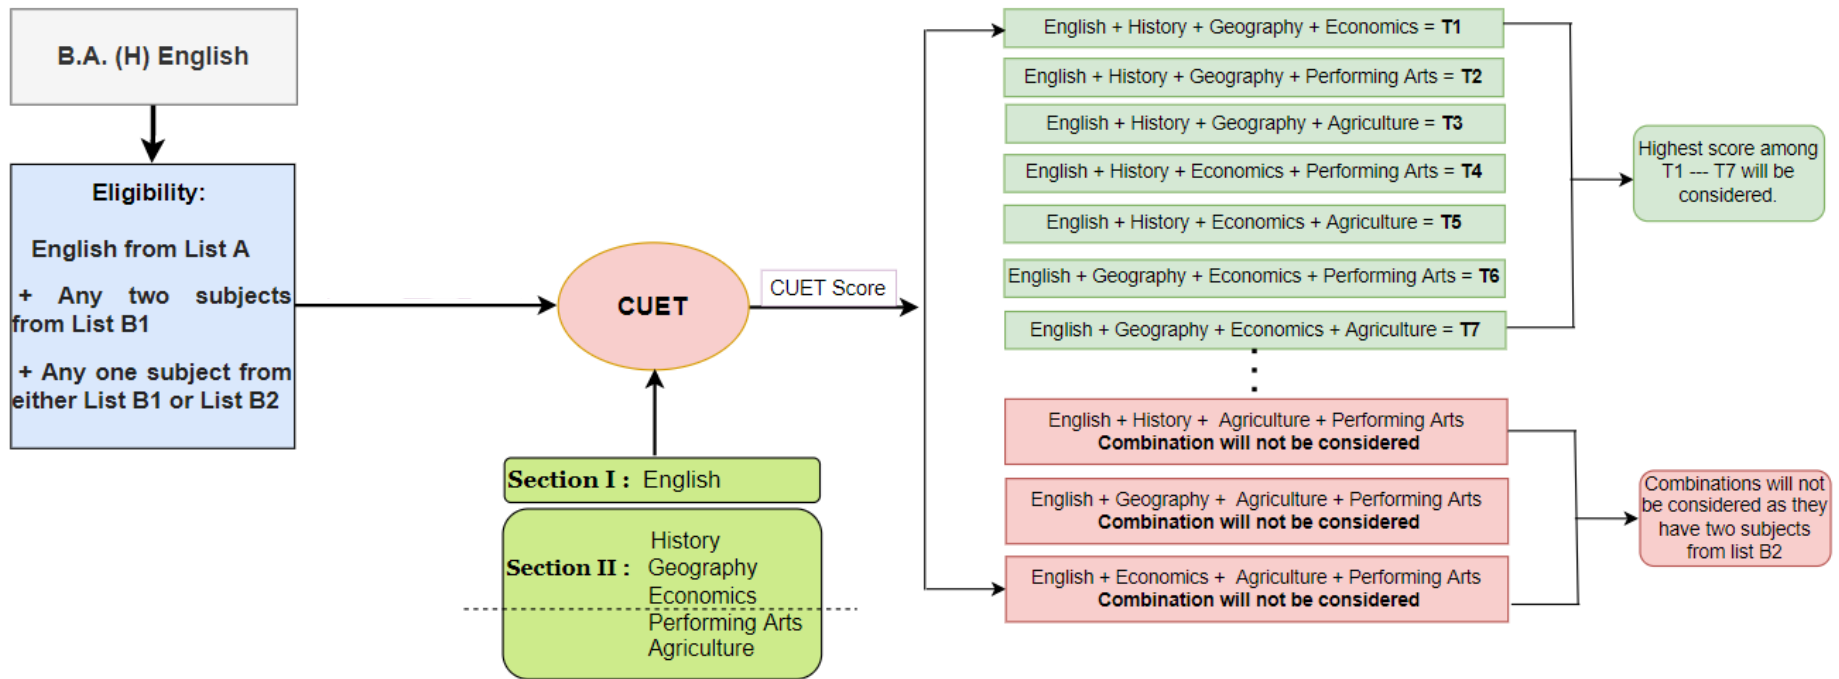 B.A. (H) English
Eligibility:
English from List A
+ Any two subjects
from List B1
+ Any one subject from
either List B1 or List B2
CUET
CUET Score
Section I : English
Section II :
History
Geography
Economics
Performing Arts
Agriculture
English + History + Geography + Economics = T1
English + History + Geography + Performing Arts = T2
English + History + Geography + Agriculture = T3
English + History + Economics + Performing Arts = T4
English + History + Economics + Agriculture = T5
English + Geography + Economics + Performing Arts = T6
English + Geography + Economics + Agriculture = T7
Highest score among
T1 --- T7 will be
considered.
English + History + Agriculture + Performing Arts
Combination will not be considered
English + Geography + Agriculture + Performing Arts
Combination will not be considered
English + Economics + Agriculture + Performing Arts
Combination will not be considered
Combinations will not
be considered as they
have two subjects
from list B2